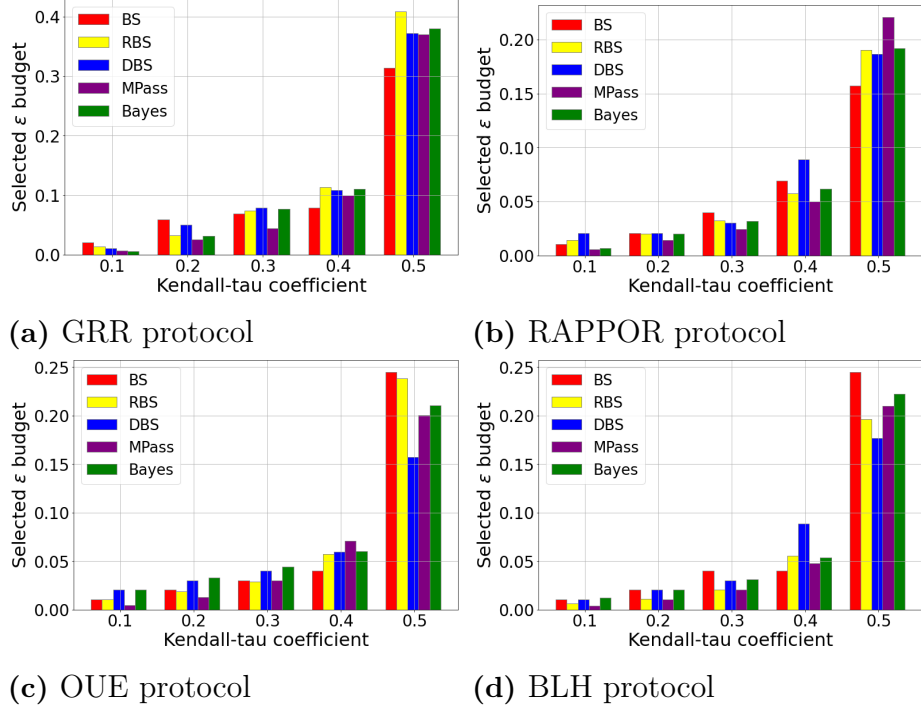 Selected ε budget
0.4
0.3
0.2
0.1
0.0
BS
RBS
DBS
MPass
Bayes
0.1 0.2 0.3 0.4 0.5
Kendall-tau coefficient
(a) GRR protocol
Selected ε budget
0.20
0.15
0.10
0.05
0.00
BS
RBS
DBS
MPass
Bayes
0.1 0.2 0.3 0.4 0.5
Kendall-tau coefficient
(b) RAPPOR protocol
Selected ε budget
0.25
0.20
0.15
0.10
0.05
0.00
BS
RBS
DBS
MPass
Bayes
0.1 0.2 0.3 0.4 0.5
Kendall-tau coefficient
(c) OUE protocol
Selected ε budget
0.25
0.20
0.15
0.10
0.05
0.00
BS
RBS
DBS
MPass
Bayes
0.1 0.2 0.3 0.4 0.5
Kendall-tau coefficient
(d) BLH protocol